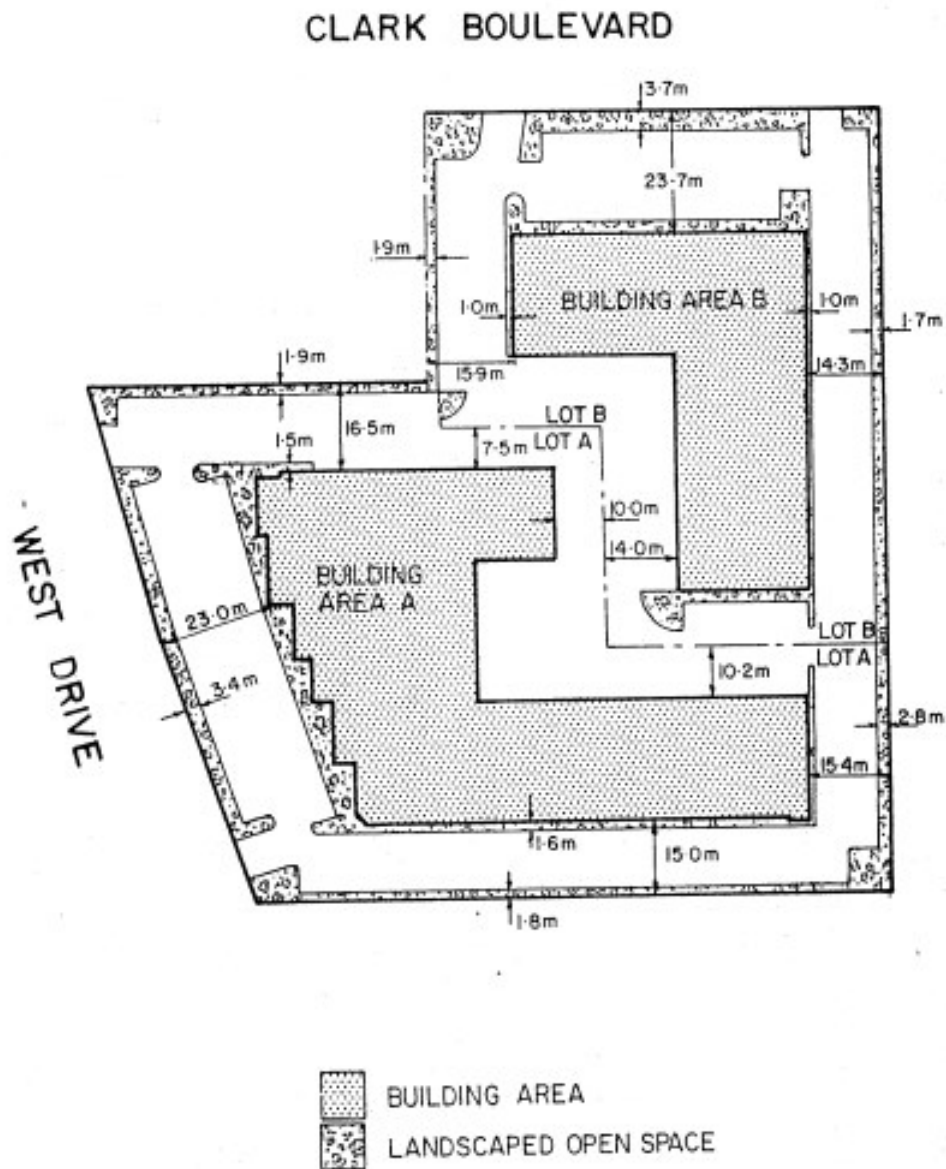 CLARK BOULEVARD
3·7m
23·7m
1·9m
BUILDING AREA B
1·0m
1·0m
1·7m
1·9m
15·9m
14·3m
LOT B
16·5m
7·5m
LOT A
1·5m
10·0m
14·0m
BUILDING
AREA A
WEST DRIVE
23·0m
LOT B
LOT A
10·2m
3·4m
2·8m
15·4m
1·6m
15·0m
1·8m
BUILDING AREA
LANDSCAPED OPEN SPACE